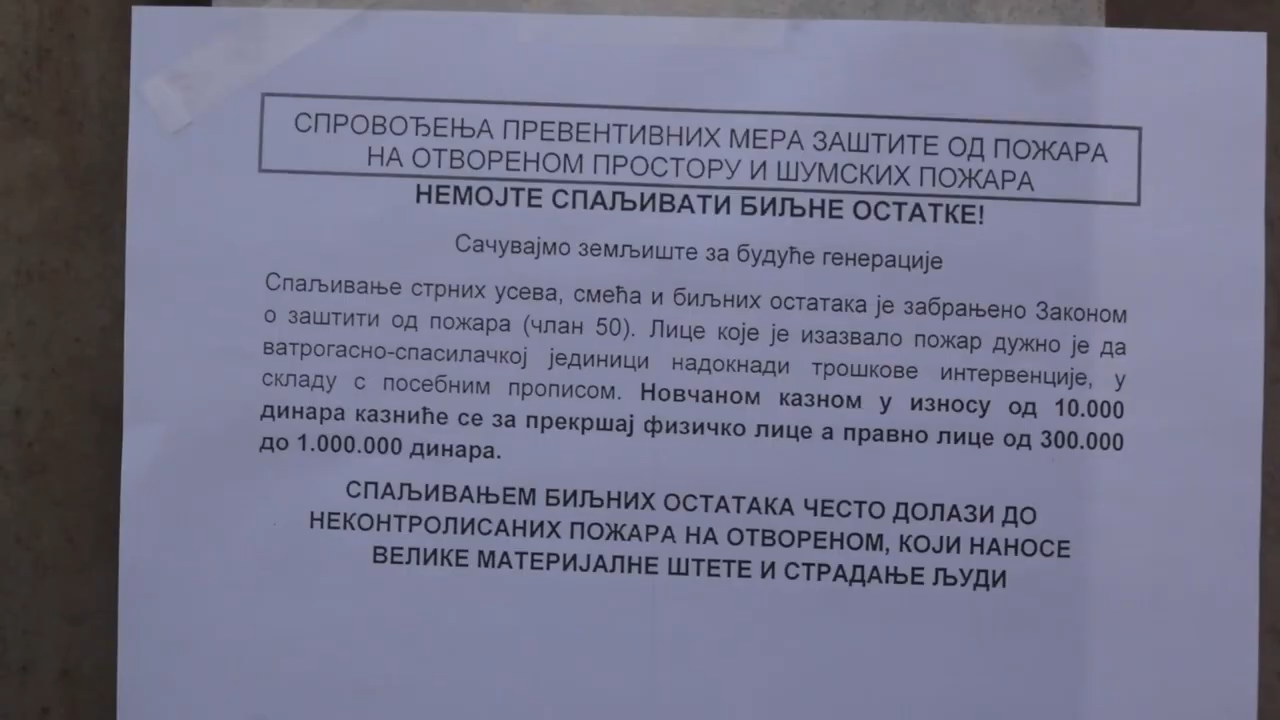 СПРОВОЂЕЊА ПРЕВЕНТИВНИХ МЕРА ЗАШТИТЕ ОД ПОЖАРА
НА ОТВОРЕНОМ ПРОСТОРУ И ШУМСКИХ ПОЖАРА
НЕМОЈТЕ СПАЉИВАТИ БИЉНЕ ОСТАТКЕ!
Сачувајмо земљиште за будуће генерације
Спаљивање стрних усева, смећа и биљних остатака је забрањено Законом
о заштити од пожара (члан 50). Лице које је изазвало пожар дужно је да
ватрогасно-спасилачкој јединици надокнади трошкове интервенције, у
складу с посебним прописом. Новчаном казном у износу од 10.000
динара казниће се за прекршај физичко лице а правно лице од 300.000
до 1.000.000 динара.
СПАЉИВАЊЕМ БИЉНИХ ОСТАТАКА ЧЕСТО ДОЛАЗИ ДО
НЕКОНТРОЛИСАНИХ ПОЖАРА НА ОТВОРЕНОМ, КОЈИ НАНОСЕ
ВЕЛИКЕ МАТЕРИЈАЛНЕ ШТЕТЕ И СТРАДАЊЕ ЉУДИ